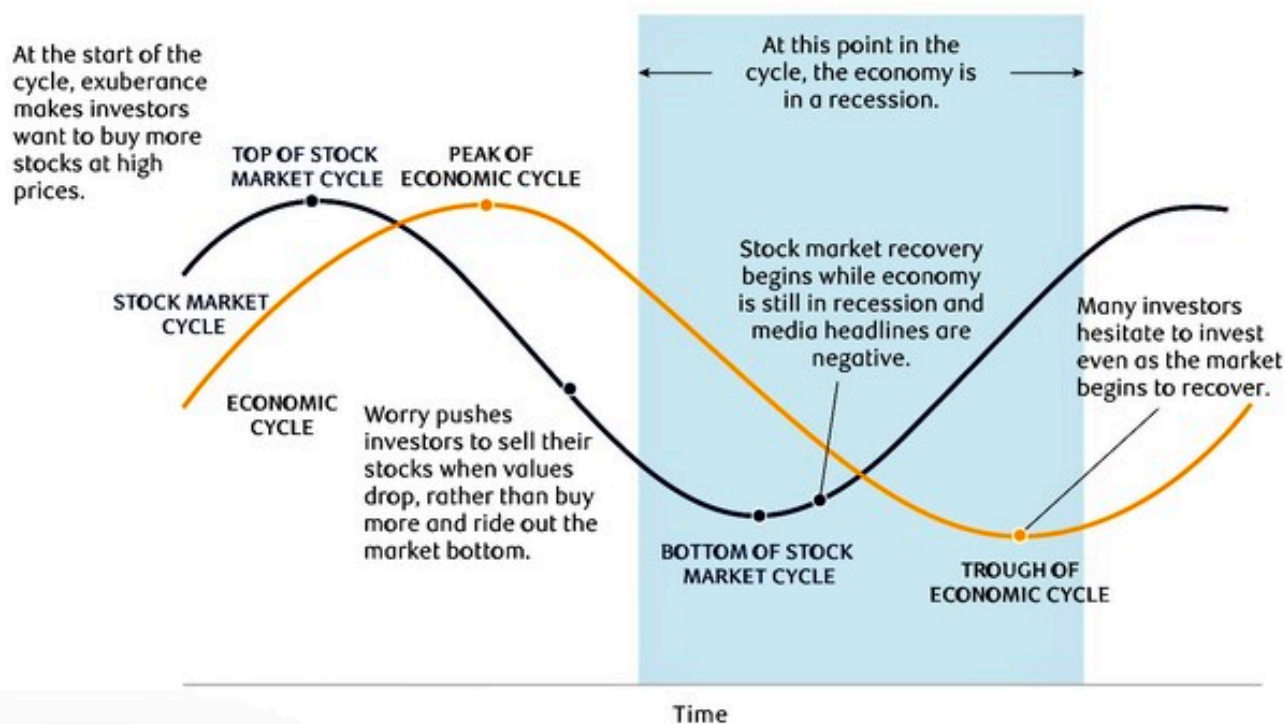 At the start of the
cycle, exuberance
makes investors
want to buy more
stocks at high
prices.
TOP OF STOCK
MARKET CYCLE
PEAK OF
ECONOMIC CYCLE
At this point in the
cycle, the economy is
in a recession.
STOCK MARKET
CYCLE
ECONOMIC
CYCLE
Worry pushes
investors to sell their
stocks when values
drop, rather than buy
more and ride out the
market bottom.
Stock market recovery
begins while economy
is still in recession and
media headlines are
negative.
Many investors
hesitate to invest
even as the market
begins to recover.
BOTTOM OF STOCK
MARKET CYCLE
TROUGH OF
ECONOMIC CYCLE
Time